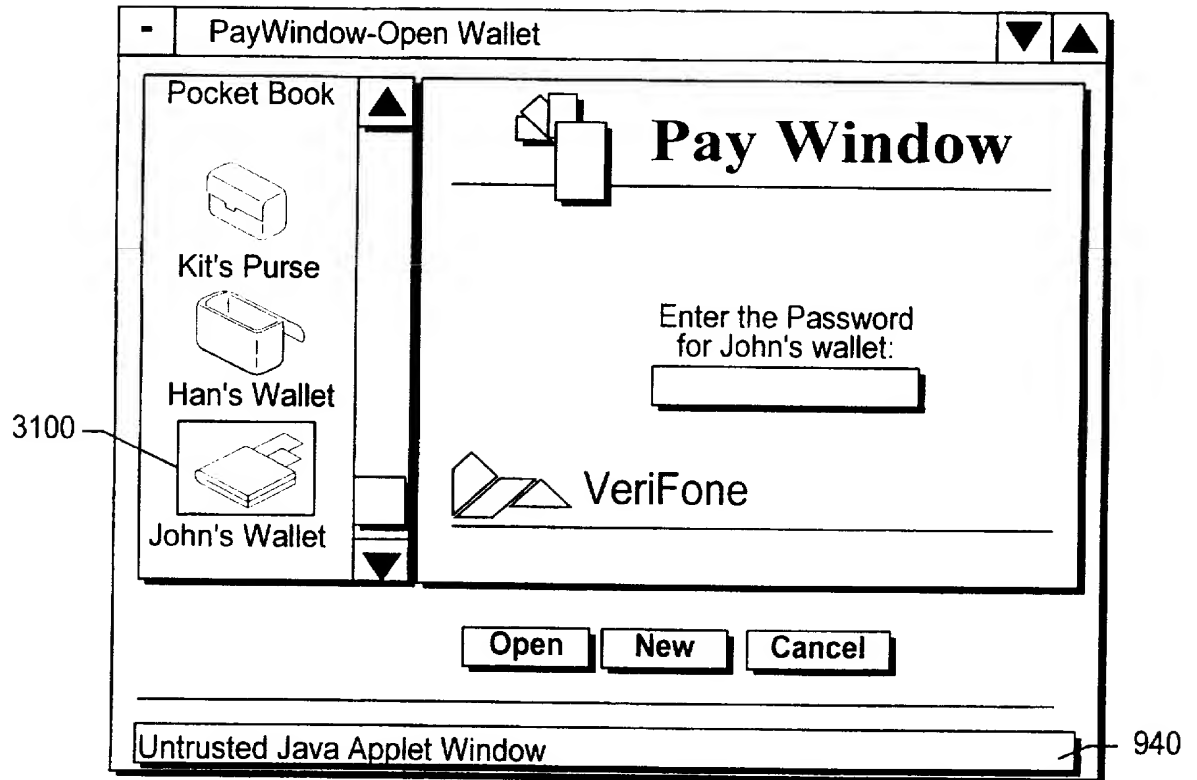 PayWindow-Open Wallet
Pocket Book
Kit's Purse
Han's Wallet
3100
John's Wallet
Pay Window
Enter the Password
for John's wallet:
VeriFone
Open
New
Cancel
Untrusted Java Applet Window
940